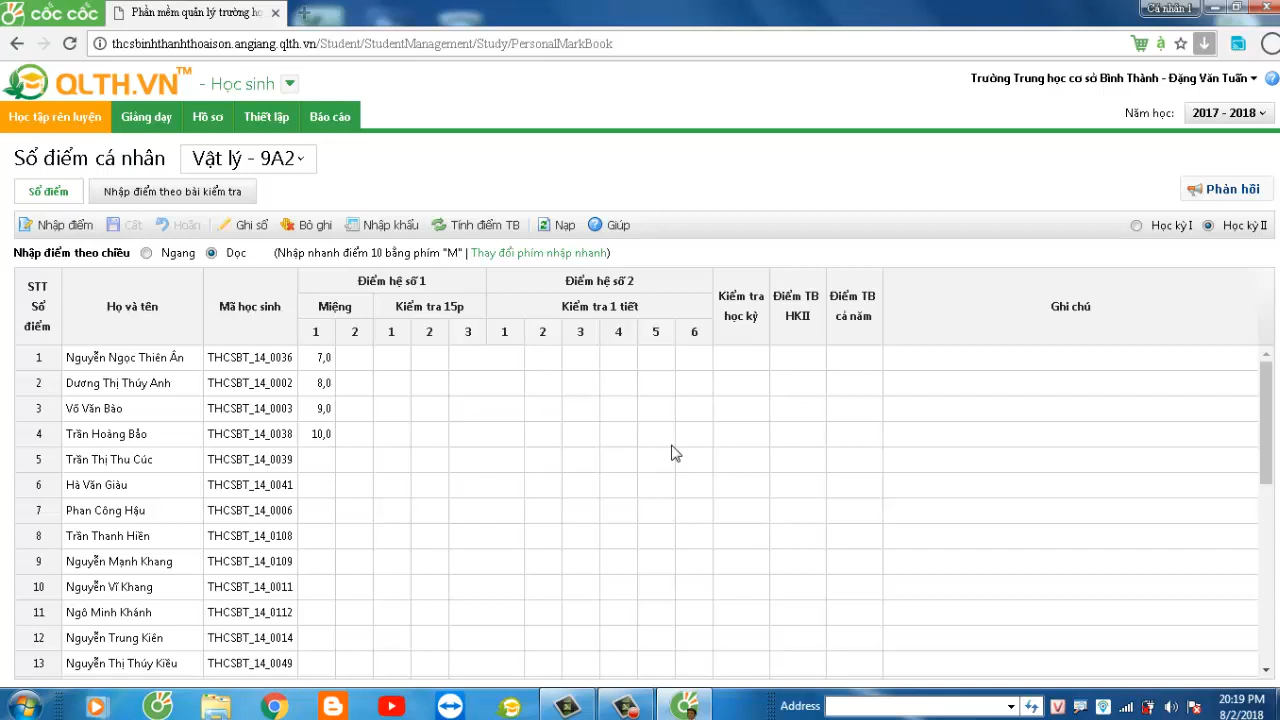 cốc cốc
Phần mềm quản lý trường họ
Cá nhân 1
thcsbinhthanhthoaison.angiang.qlth.vn/Student/StudentManagement/Study/PersonalMarkBook
QLTH.VN™ - Học sinh
Trường Trung học cơ sở Bình Thành - Đặng Văn Tuấn
Học tập rèn luyện Giảng dạy Hồ sơ Thiết lập Báo cáo
Năm học: 2017 - 2018
Sổ điểm cá nhân Vật lý - 9A2
Sổ điểm Nhập điểm theo bài kiểm tra
Phản hồi
Nhập điểm Cất Hoãn Ghi sổ Bỏ ghi Nhập khẩu Tính điểm TB Nạp Giúp Học kỳ I Học kỳ II
Nhập điểm theo chiều Ngang Dọc (Nhập nhanh điểm 10 bằng phím "M" | Thay đổi phím nhập nhanh)
STT Sổ điểm Họ và tên Mã học sinh Điểm hệ số 1 Điểm hệ số 2 Kiểm tra học kỳ Điểm TB HKII Điểm TB cả năm Ghi chú
Miệng Kiểm tra 15p Kiểm tra 1 tiết
1 2 1 2 3 1 2 3 4 5 6
1 Nguyễn Ngọc Thiên Ân THCSBT_14_0036 7,0
2 Dương Thị Thúy Anh THCSBT_14_0002 8,0
3 Võ Văn Bào THCSBT_14_0003 9,0
4 Trần Hoàng Bảo THCSBT_14_0038 10,0
5 Trần Thị Thu Cúc THCSBT_14_0039
6 Hà Văn Giàu THCSBT_14_0041
7 Phan Công Hậu THCSBT_14_0006
8 Trần Thanh Hiền THCSBT_14_0108
9 Nguyễn Mạnh Khang THCSBT_14_0109
10 Nguyễn Vĩ Khang THCSBT_14_0011
11 Ngô Minh Khánh THCSBT_14_0112
12 Nguyễn Trung Kiên THCSBT_14_0014
13 Nguyễn Thị Thúy Kiều THCSBT_14_0049
Address
20:19 PM
8/2/2018